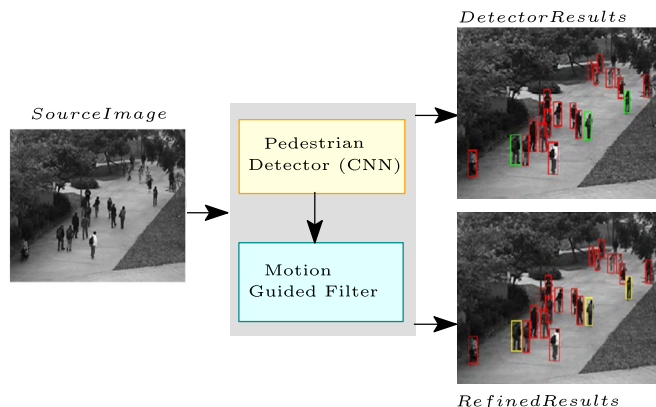 DetectorResults
SourceImage
Pedestrian
Detector (CNN)
Motion
Guided Filter
RefinedResults